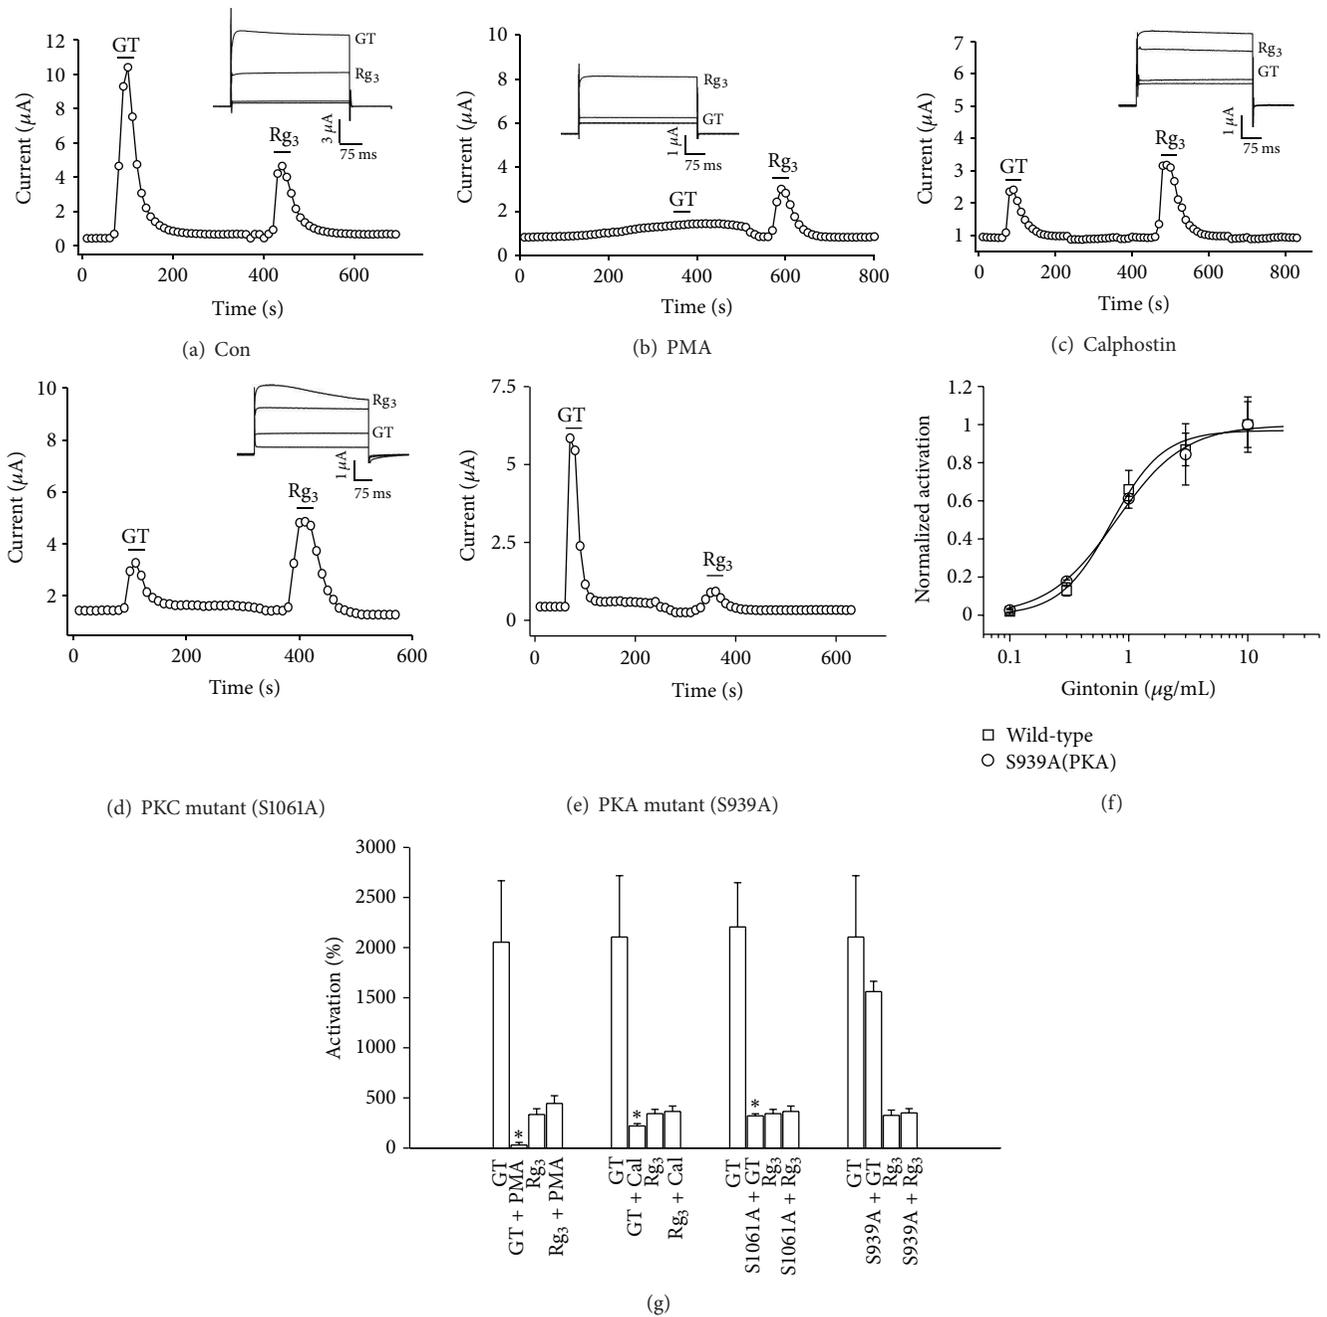 12
10
8
6
4
2
0
Current (μA)
GT
Rg3
GT
Rg3
3 μA
75 ms
0 200 400 600
Time (s)
(a) Con
10
8
6
4
2
0
Current (μA)
Rg3
GT
1 μA
75 ms
GT
Rg3
0 200 400 600 800
Time (s)
(b) PMA
7
6
5
4
3
2
1
Current (μA)
Rg3
GT
1 μA
75 ms
GT
Rg3
0 200 400 600 800
Time (s)
(c) Calphostin
10
8
6
4
2
Current (μA)
Rg3
GT
1 μA
75 ms
GT
Rg3
0 200 400 600
Time (s)
(d) PKC mutant (S1061A)
7.5
5
2.5
0
Current (μA)
GT
Rg3
0 200 400 600
Time (s)
(e) PKA mutant (S939A)
1.2
1
0.8
0.6
0.4
0.2
0
Normalized activation
0.1 1 10
Gintonin (μg/mL)
Wild-type
S939A(PKA)
(f)
3000
2500
2000
1500
1000
500
0
Activation (%)
*
*
*
GT
GT + PMA
Rg3
Rg3 + PMA
GT
GT + Cal
Rg3
Rg3 + Cal
GT
S1061A + GT
Rg3
S1061A + Rg3
GT
S939A + GT
Rg3
S939A + Rg3
(g)